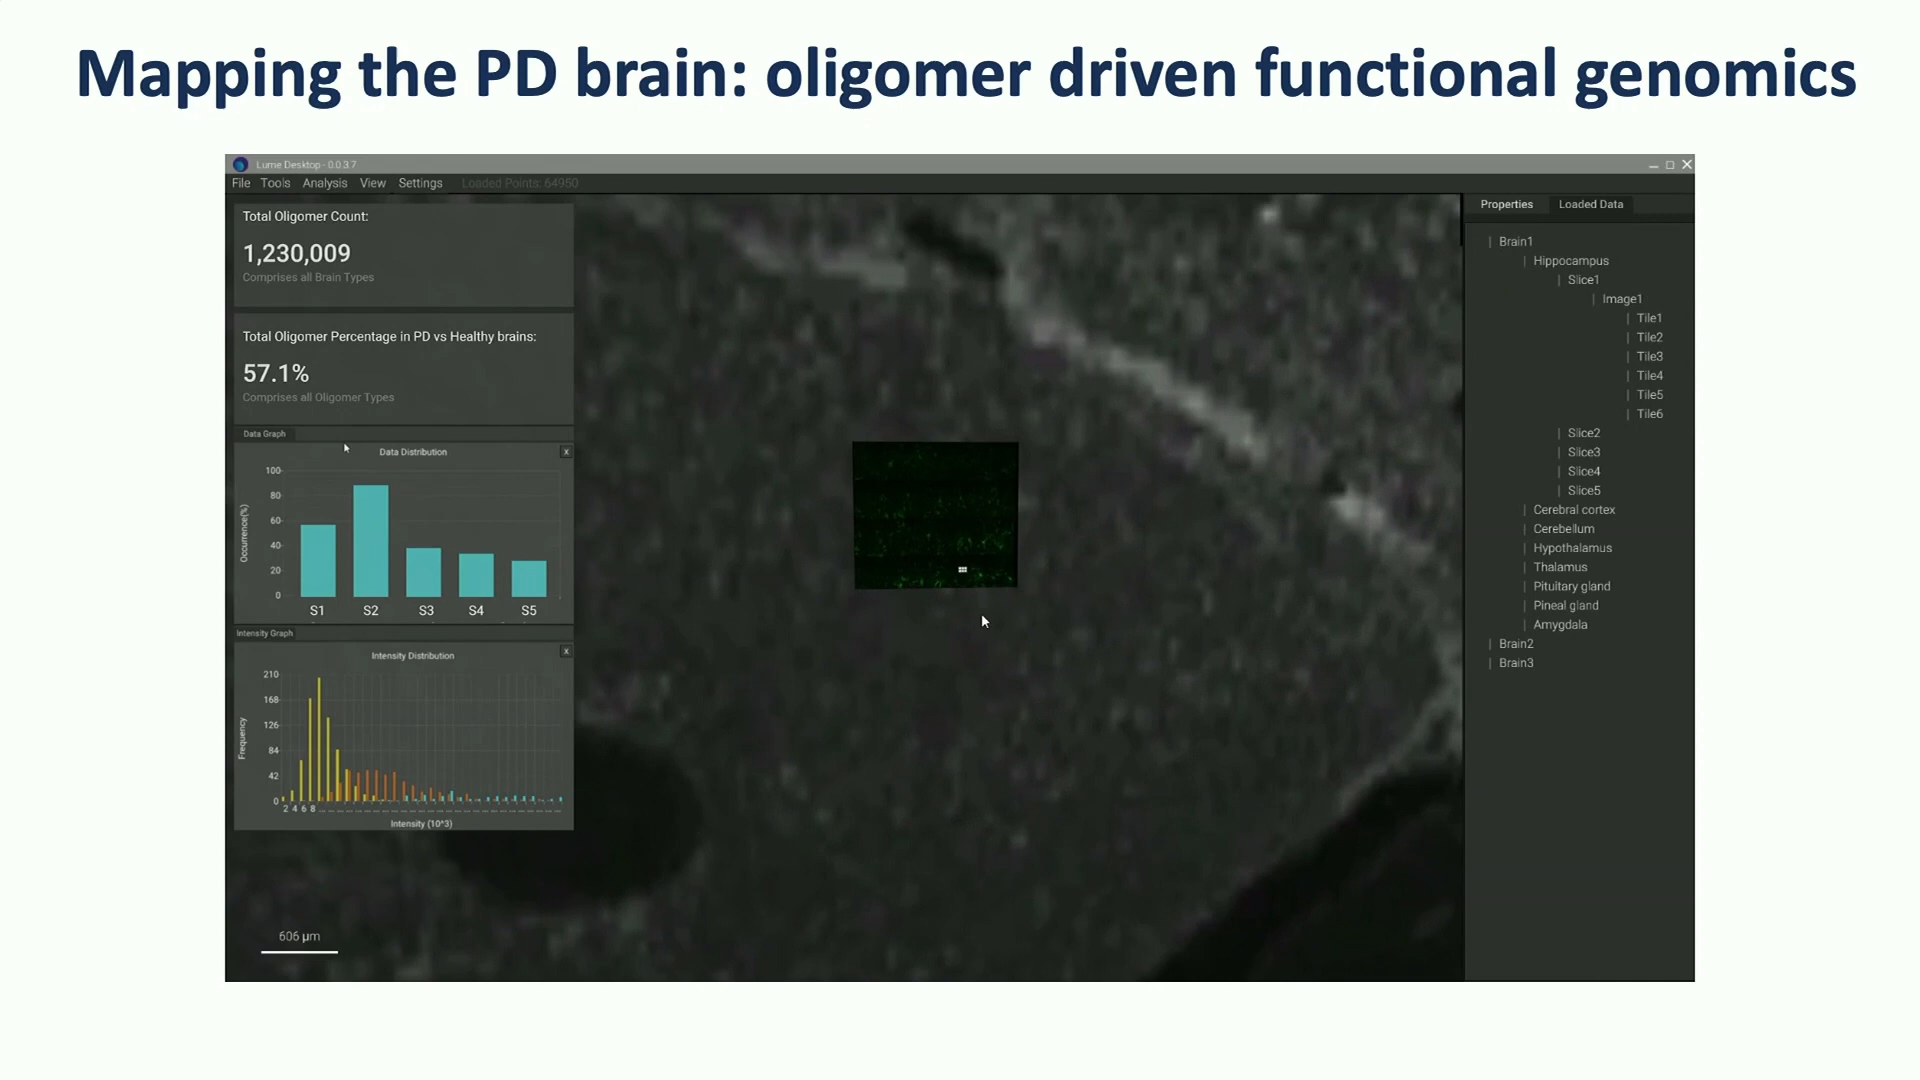 Mapping the PD brain: oligomer driven functional genomics
Lume Desktop - 0.0.3.7
File Tools Analysis View Settings Loaded Points: 64950
Total Oligomer Count:
1,230,009
Comprises all Brain Types
Total Oligomer Percentage in PD vs Healthy brains:
57.1%
Comprises all Oligomer Types
Data Graph
Data Distribution
X
Occurrence(%)
100
80
60
40
20
0
S1 S2 S3 S4 S5
Intensity Graph
Intensity Distribution
X
Frequency
210
168
126
84
42
0
2 4 6 8
Intensity (10^3)
606 µm
Properties Loaded Data
Brain1
Hippocampus
Slice1
Image1
Tile1
Tile2
Tile3
Tile4
Tile5
Tile6
Slice2
Slice3
Slice4
Slice5
Cerebral cortex
Cerebellum
Hypothalamus
Thalamus
Pituitary gland
Pineal gland
Amygdala
Brain2
Brain3